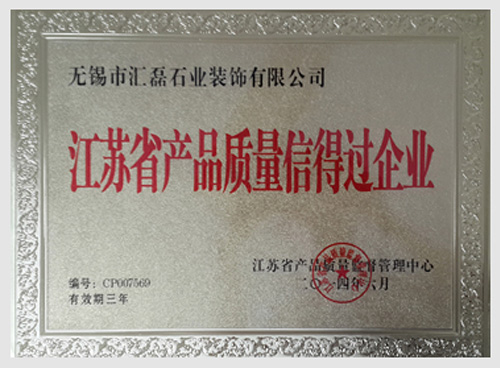 无锡市汇磊石业装饰有限公司
江苏省产品质量信得过企业
江苏省产品质量监督管理中心
二〇一四年六月
编号：CP007569
有效期三年